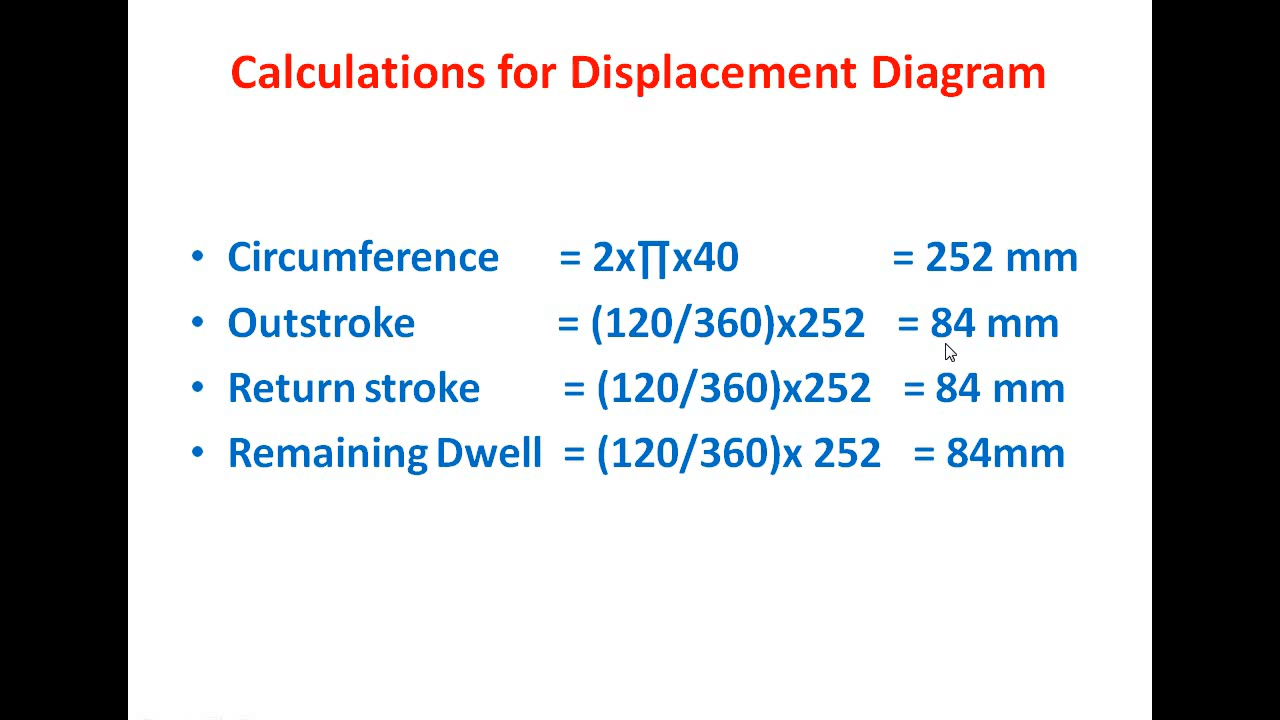 Calculations for Displacement Diagram
• Circumference = 2x∏x40 = 252 mm
• Outstroke = (120/360)x252 = 84 mm
• Return stroke = (120/360)x252 = 84 mm
• Remaining Dwell = (120/360)x 252 = 84mm